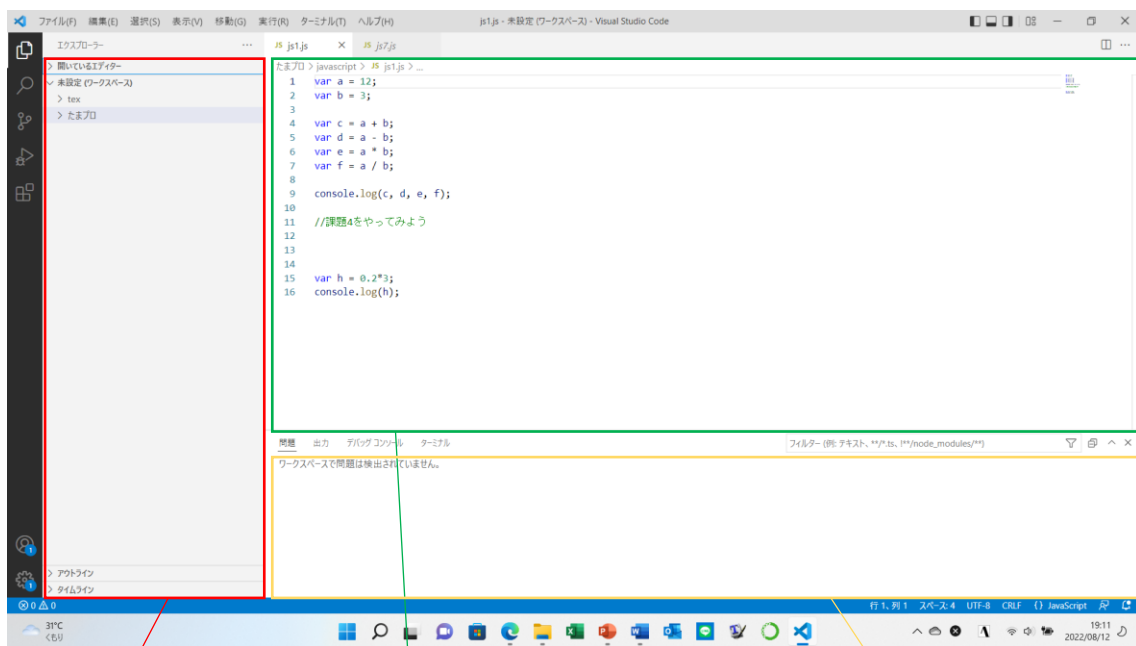 ファイル(F) 編集(E) 選択(S) 表示(V) 移動(G) 実行(R) ターミナル(T) ヘルプ(H) js1.js - 未設定 (ワークスペース) - Visual Studio Code
エクスプローラー
JS js1.js
JS js7.js
開いているエディター
未設定 (ワークスペース)
tex
たまプロ
たまプロ > javascript > JS js1.js > ...
1 var a = 12;
2 var b = 3;
3
4 var c = a + b;
5 var d = a - b;
6 var e = a * b;
7 var f = a / b;
8
9 console.log(c, d, e, f);
10
11 //課題4をやってみよう
12
13
14
15 var h = 0.2*3;
16 console.log(h);
問題 出力 デバッグ コンソール ターミナル
フィルター (例: テキスト、**/*.ts、!**/node_modules/**)
ワークスペースで問題は検出されていません。
アウトライン
タイムライン
0 0
行 1、列 1 スペース: 4 UTF-8 CRLF {} JavaScript
31°C
くもり
A
19:11
2022/08/12